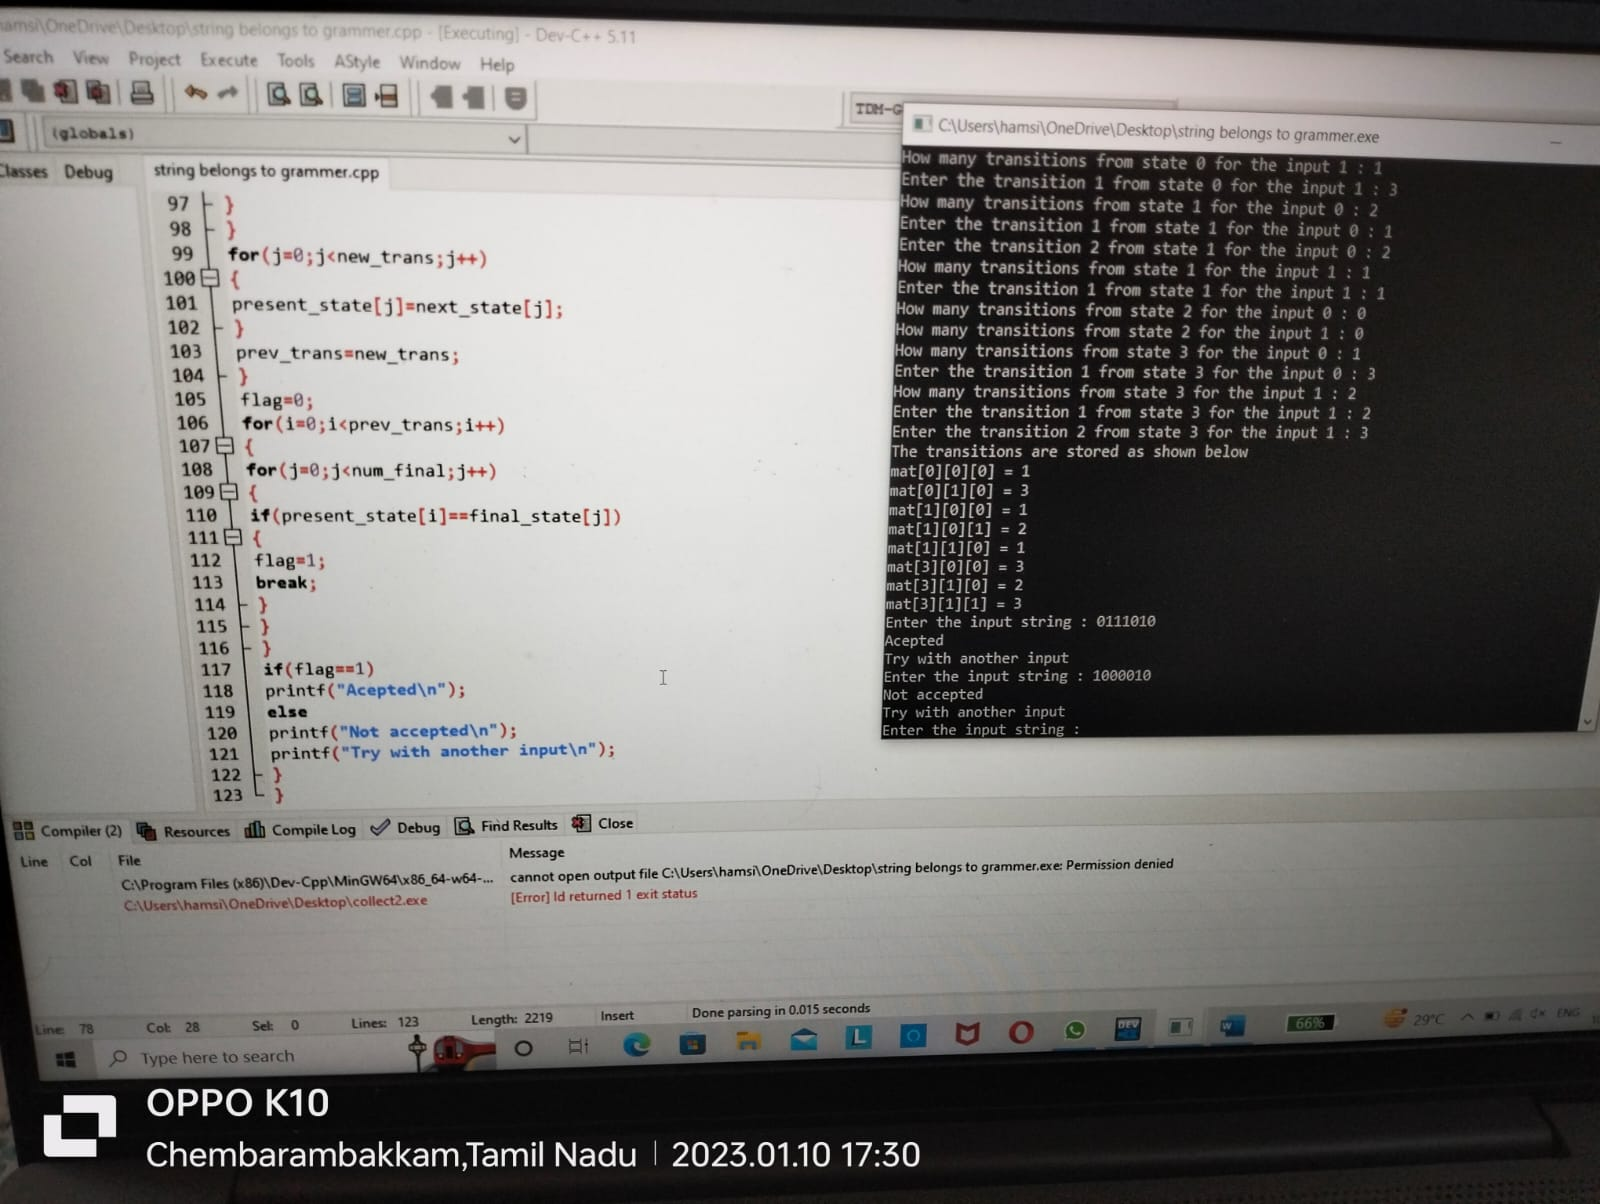 hamsi\OneDrive\Desktop\string belongs to grammer.cpp - [Executing] - Dev-C++ 5.11
Search View Project Execute Tools AStyle Window Help
TDM-G
(globals)
Classes Debug
string belongs to grammer.cpp
97 }
98 }
99 for(j=0;j<new_trans;j++)
100 {
101 present_state[j]=next_state[j];
102 }
103 prev_trans=new_trans;
104 }
105 flag=0;
106 for(i=0;i<prev_trans;i++)
107 {
108 for(j=0;j<num_final;j++)
109 {
110 if(present_state[i]==final_state[j])
111 {
112 flag=1;
113 break;
114 }
115 }
116 }
117 if(flag==1)
118 printf("Acepted\n");
119 else
120 printf("Not accepted\n");
121 printf("Try with another input\n");
122 }
123 }
C:\Users\hamsi\OneDrive\Desktop\string belongs to grammer.exe
How many transitions from state 0 for the input 1 : 1
Enter the transition 1 from state 0 for the input 1 : 3
How many transitions from state 1 for the input 0 : 2
Enter the transition 1 from state 1 for the input 0 : 1
Enter the transition 2 from state 1 for the input 0 : 2
How many transitions from state 1 for the input 1 : 1
Enter the transition 1 from state 1 for the input 1 : 1
How many transitions from state 2 for the input 0 : 0
How many transitions from state 2 for the input 1 : 0
How many transitions from state 3 for the input 0 : 1
Enter the transition 1 from state 3 for the input 0 : 3
How many transitions from state 3 for the input 1 : 2
Enter the transition 1 from state 3 for the input 1 : 2
Enter the transition 2 from state 3 for the input 1 : 3
The transitions are stored as shown below
mat[0][0][0] = 1
mat[0][1][0] = 3
mat[1][0][0] = 1
mat[1][0][1] = 2
mat[1][1][0] = 1
mat[3][0][0] = 3
mat[3][1][0] = 2
mat[3][1][1] = 3
Enter the input string : 0111010
Acepted
Try with another input
Enter the input string : 1000010
Not accepted
Try with another input
Enter the input string :
Compiler (2) Resources Compile Log Debug Find Results Close
Line Col File Message
C:\Program Files (x86)\Dev-Cpp\MinGW64\x86_64-w64-... cannot open output file C:\Users\hamsi\OneDrive\Desktop\string belongs to grammer.exe: Permission denied
C:\Users\hamsi\OneDrive\Desktop\collect2.exe [Error] ld returned 1 exit status
Line: 78 Col: 28 Sel: 0 Lines: 123 Length: 2219 Insert Done parsing in 0.015 seconds
Type here to search
L
DEV
W
66%
29°C
ENG
OPPO K10
Chembarambakkam,Tamil Nadu | 2023.01.10 17:30